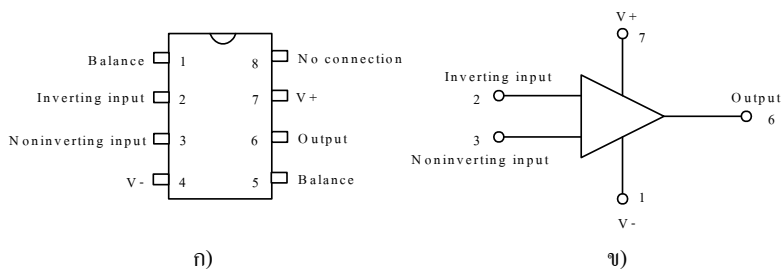 Balance 1
Inverting input 2
Noninverting input 3
V- 4
8 No connection
7 V+
6 Output
5 Balance
ก)
V+
7
Inverting input
2
3
Noninverting input
Output
6
1
V-
ข)